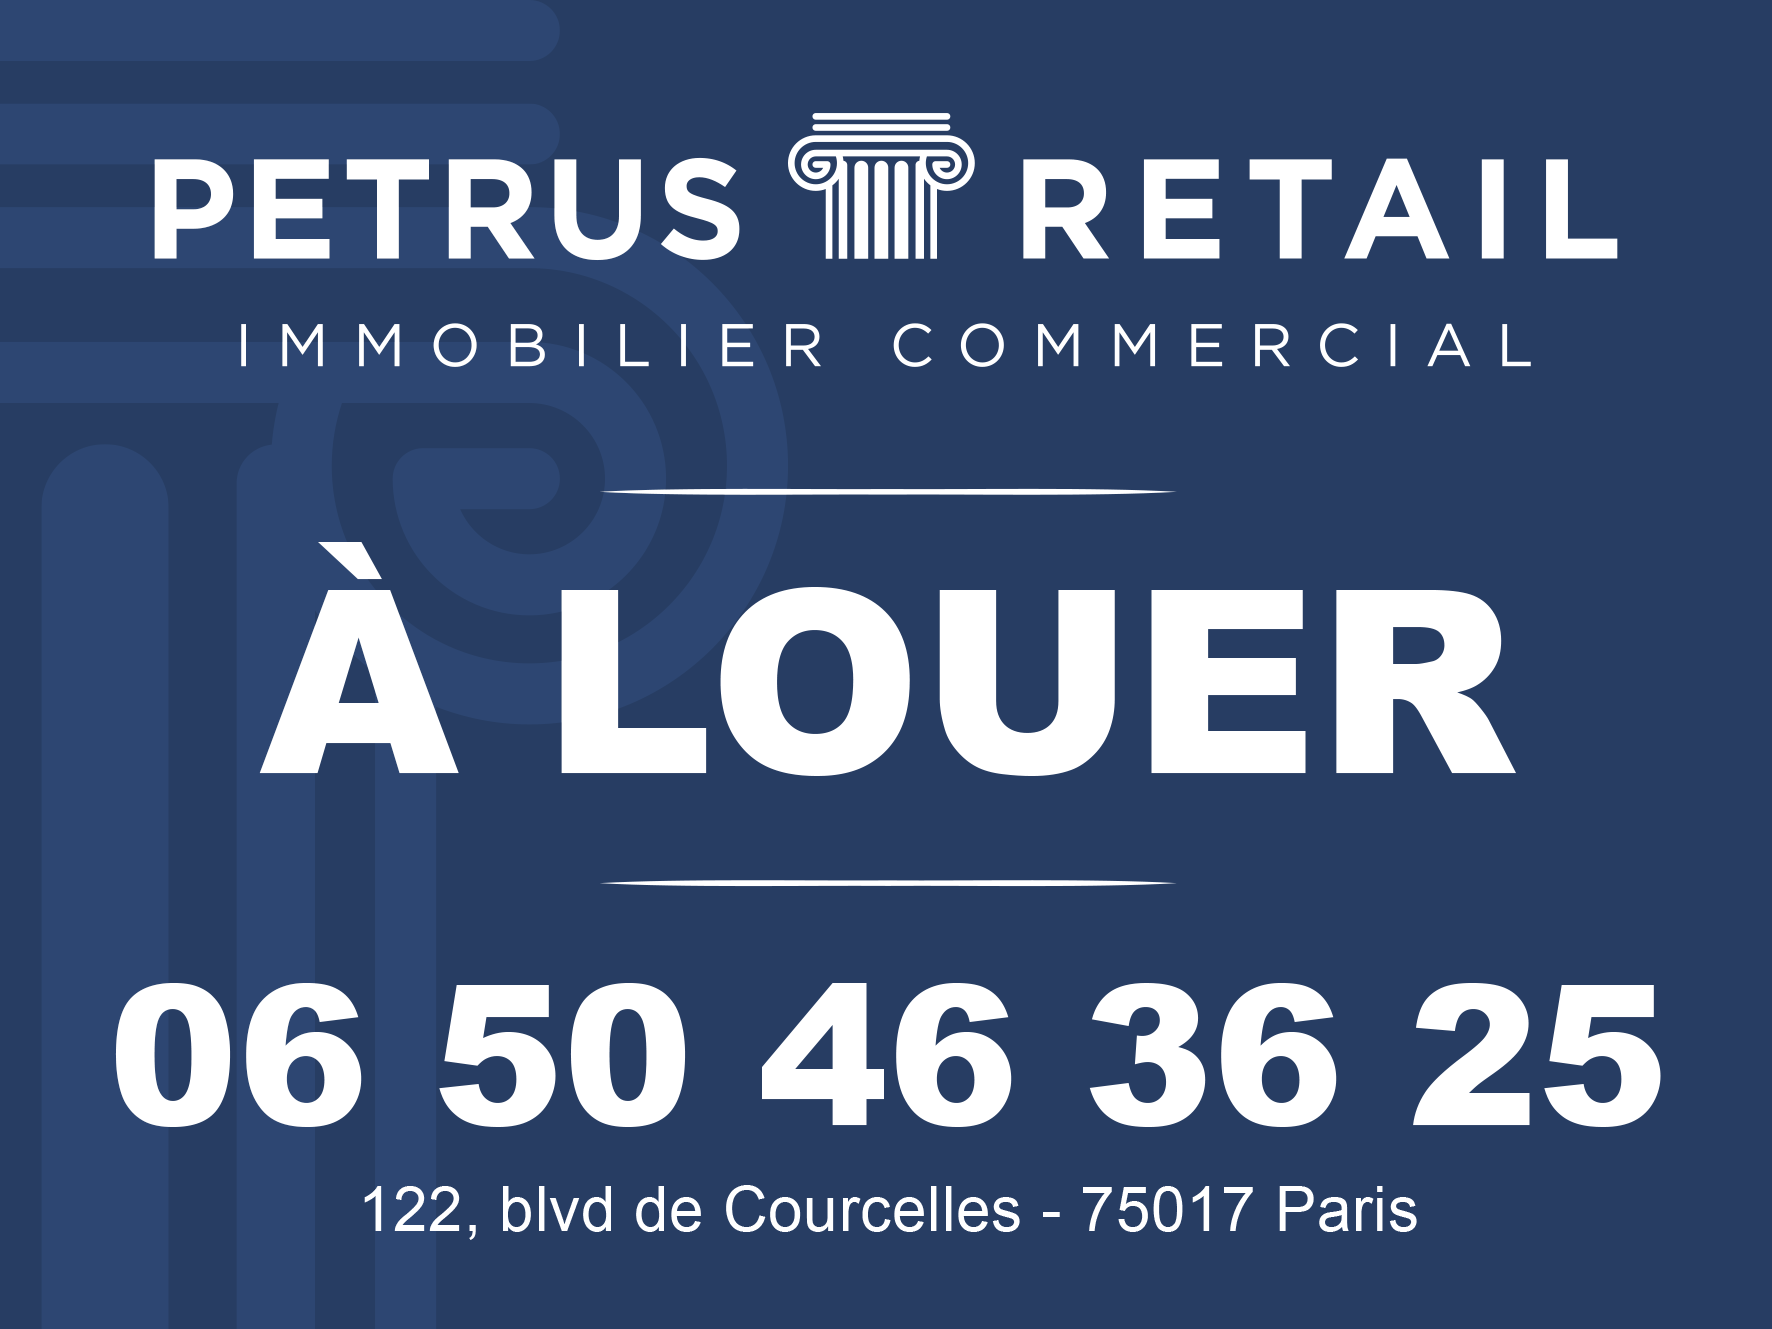 PETRUS RETAIL
IMMOBILIER COMMERCIAL
À LOUER
06 50 46 36 25
122, blvd de Courcelles - 75017 Paris